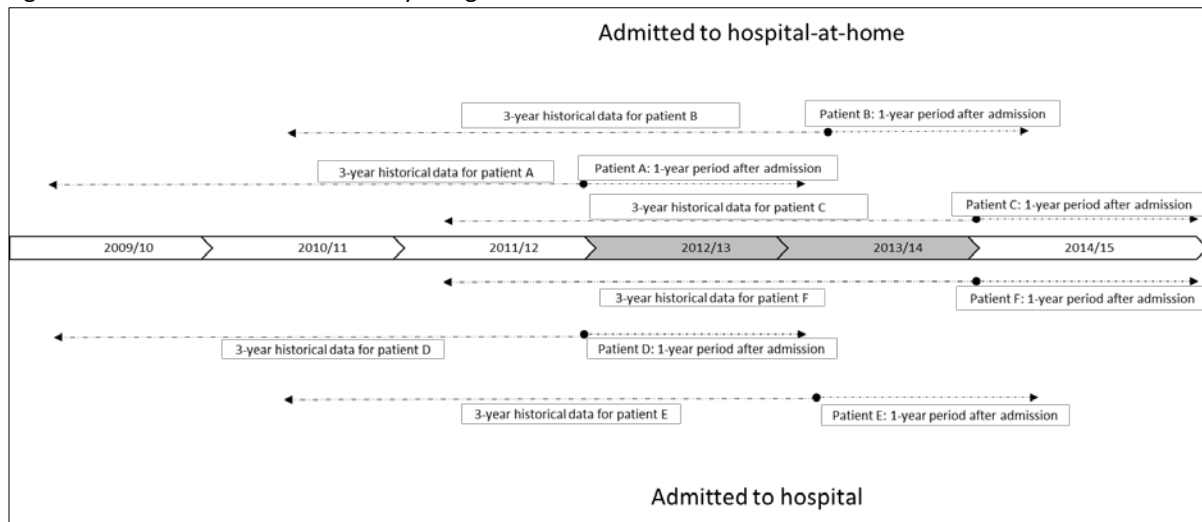 Admitted to hospital-at-home
3-year historical data for patient B
Patient B: 1-year period after admission
3-year historical data for patient A
Patient A: 1-year period after admission
3-year historical data for patient C
Patient C: 1-year period after admission
2009/10
2010/11
2011/12
2012/13
2013/14
2014/15
3-year historical data for patient F
Patient F: 1-year period after admission
3-year historical data for patient D
Patient D: 1-year period after admission
3-year historical data for patient E
Patient E: 1-year period after admission
Admitted to hospital